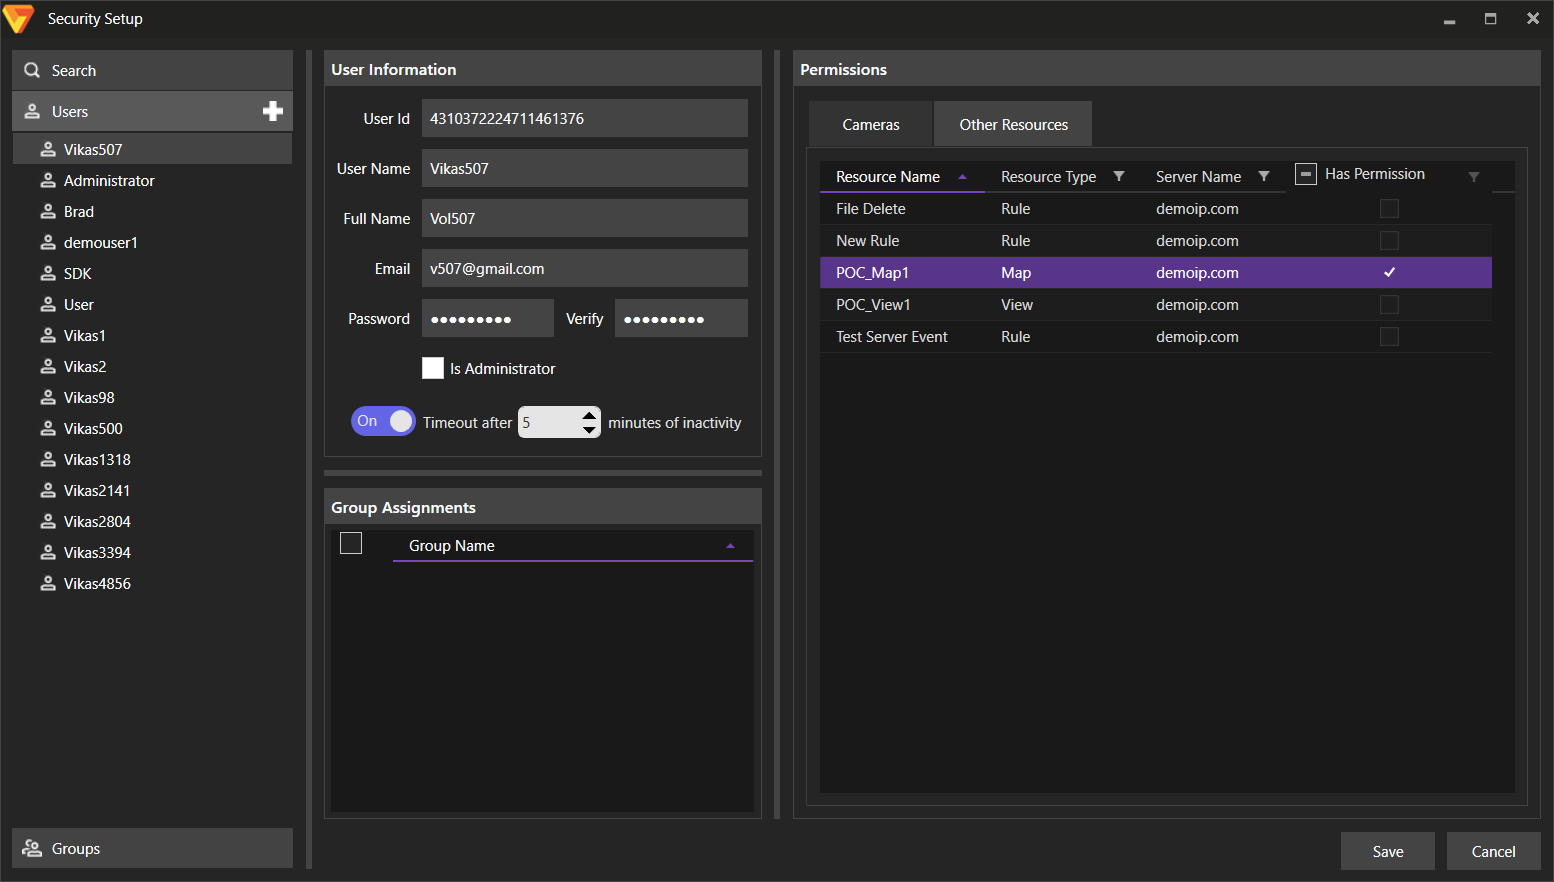 Security Setup
Search
Users
Vikas507
Administrator
Brad
demouser1
SDK
User
Vikas1
Vikas2
Vikas98
Vikas500
Vikas1318
Vikas2141
Vikas2804
Vikas3394
Vikas4856
Groups
User Information
User Id 4310372224711461376
User Name Vikas507
Full Name Vol507
Email v507@gmail.com
Password ●●●●●●●●● Verify ●●●●●●●●●
Is Administrator
On Timeout after 5 minutes of inactivity
Group Assignments
Group Name
Permissions
Cameras Other Resources
Resource Name Resource Type Server Name Has Permission
File Delete Rule demoip.com
New Rule Rule demoip.com
POC_Map1 Map demoip.com
POC_View1 View demoip.com
Test Server Event Rule demoip.com
Save Cancel